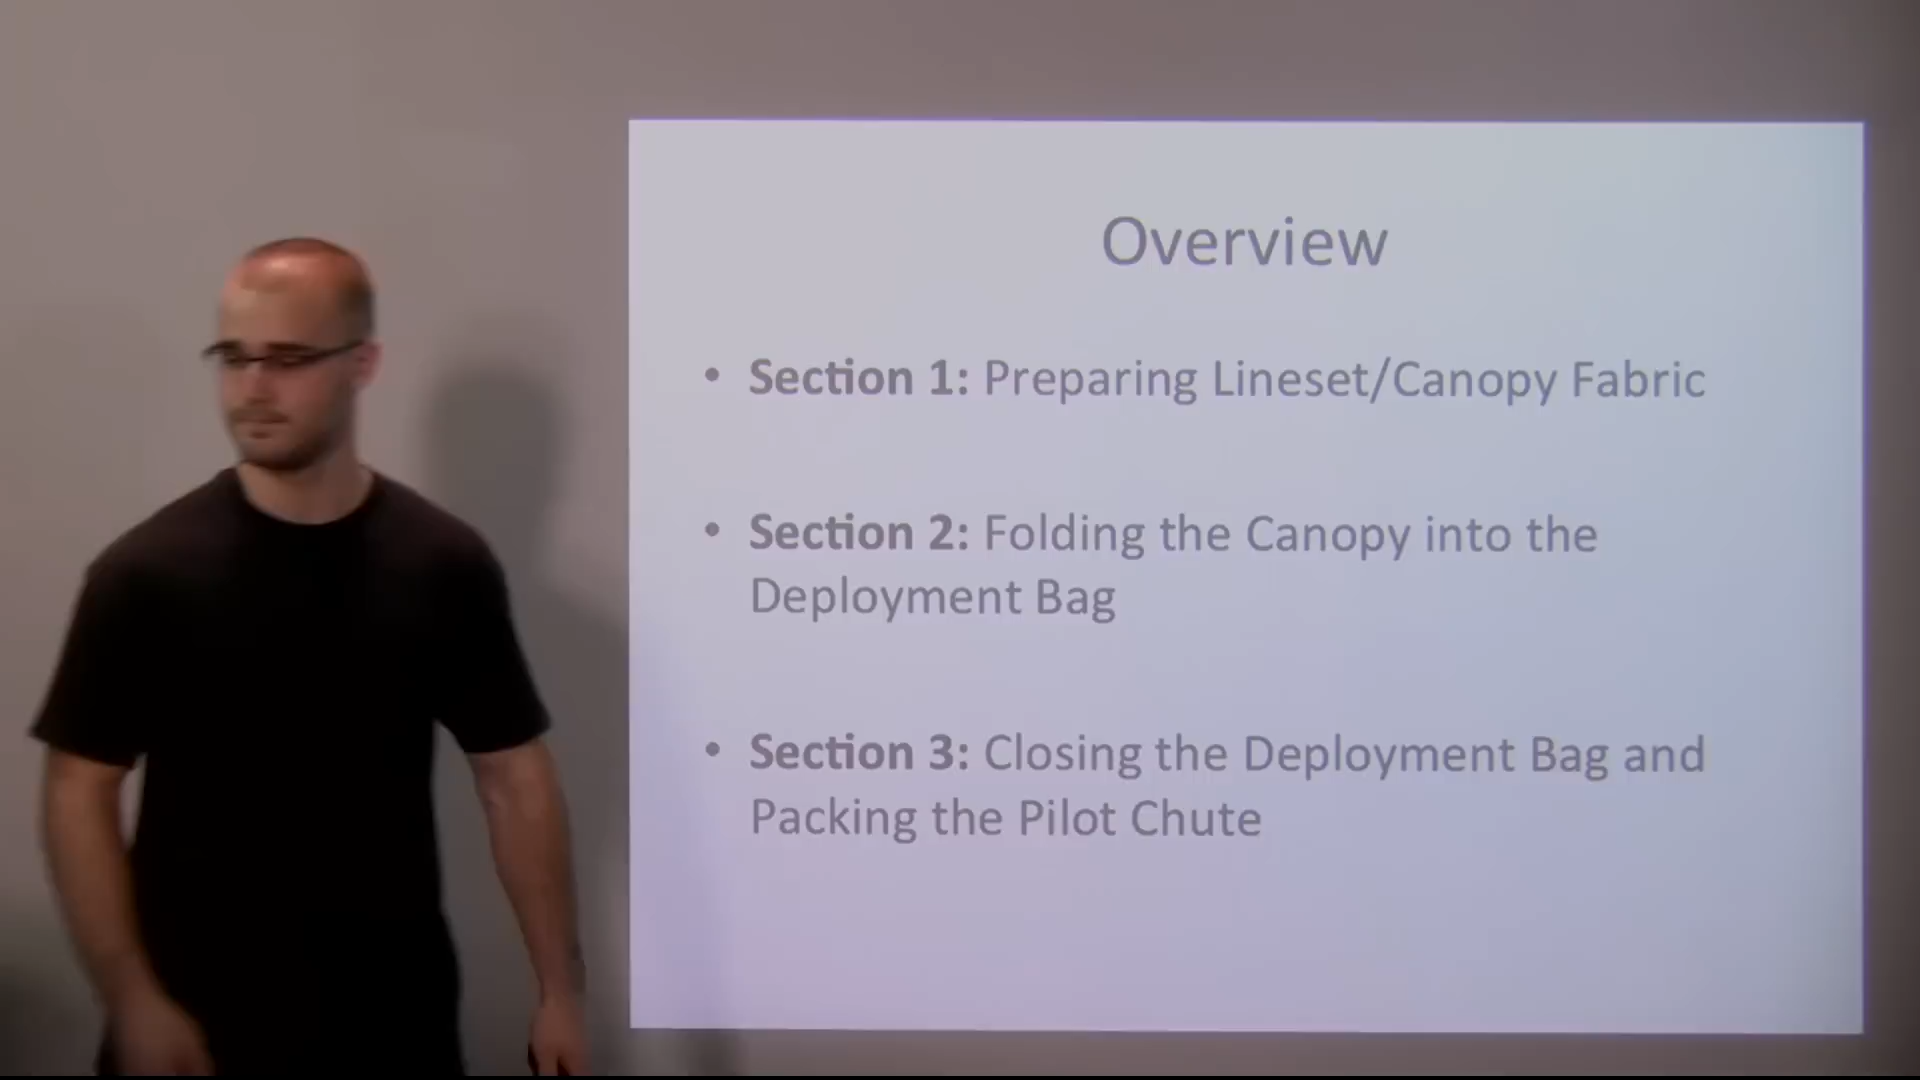 Overview
• Section 1: Preparing Lineset/Canopy Fabric
• Section 2: Folding the Canopy into the
Deployment Bag
• Section 3: Closing the Deployment Bag and
Packing the Pilot Chute